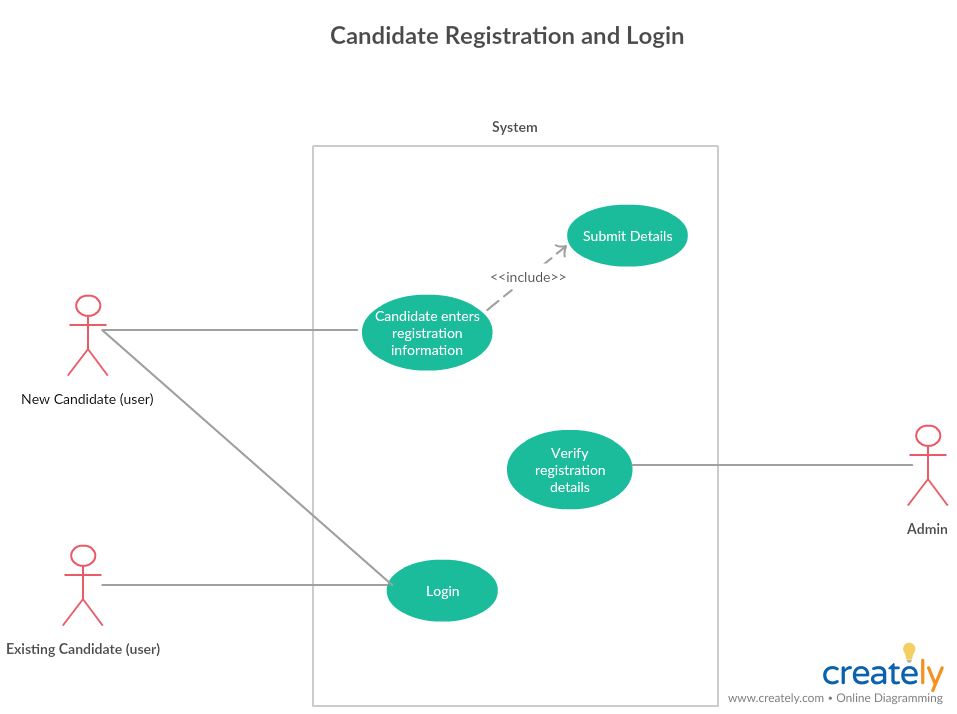 Candidate Registration and Login
System
Submit Details
<<include>>
Candidate enters
registration
information
New Candidate (user)
Verify
registration
details
Admin
Login
Existing Candidate (user)
creately
www.creately.com • Online Diagramming